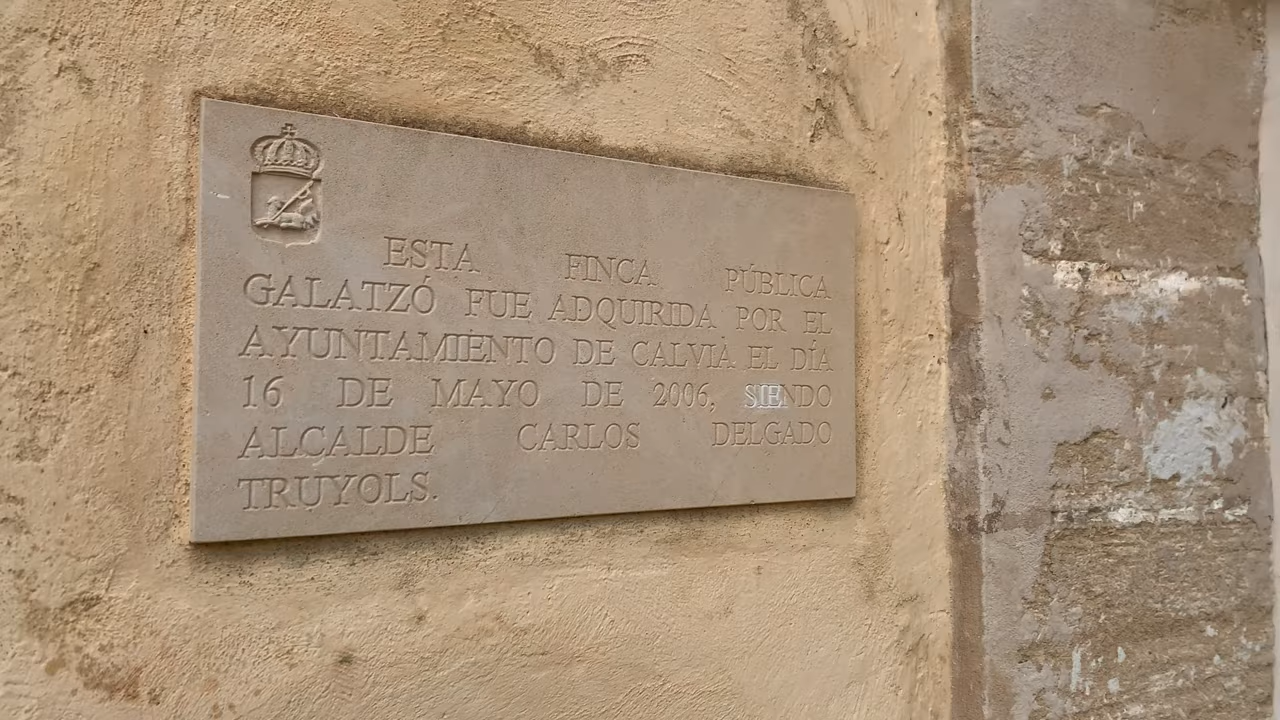 ESTA FINCA PÚBLICA
GALATZÓ FUE ADQUIRIDA POR EL
AYUNTAMIENTO DE CALVIÀ EL DÍA
16 DE MAYO DE 2006, SIENDO
ALCALDE CARLOS DELGADO
TRUYOLS.